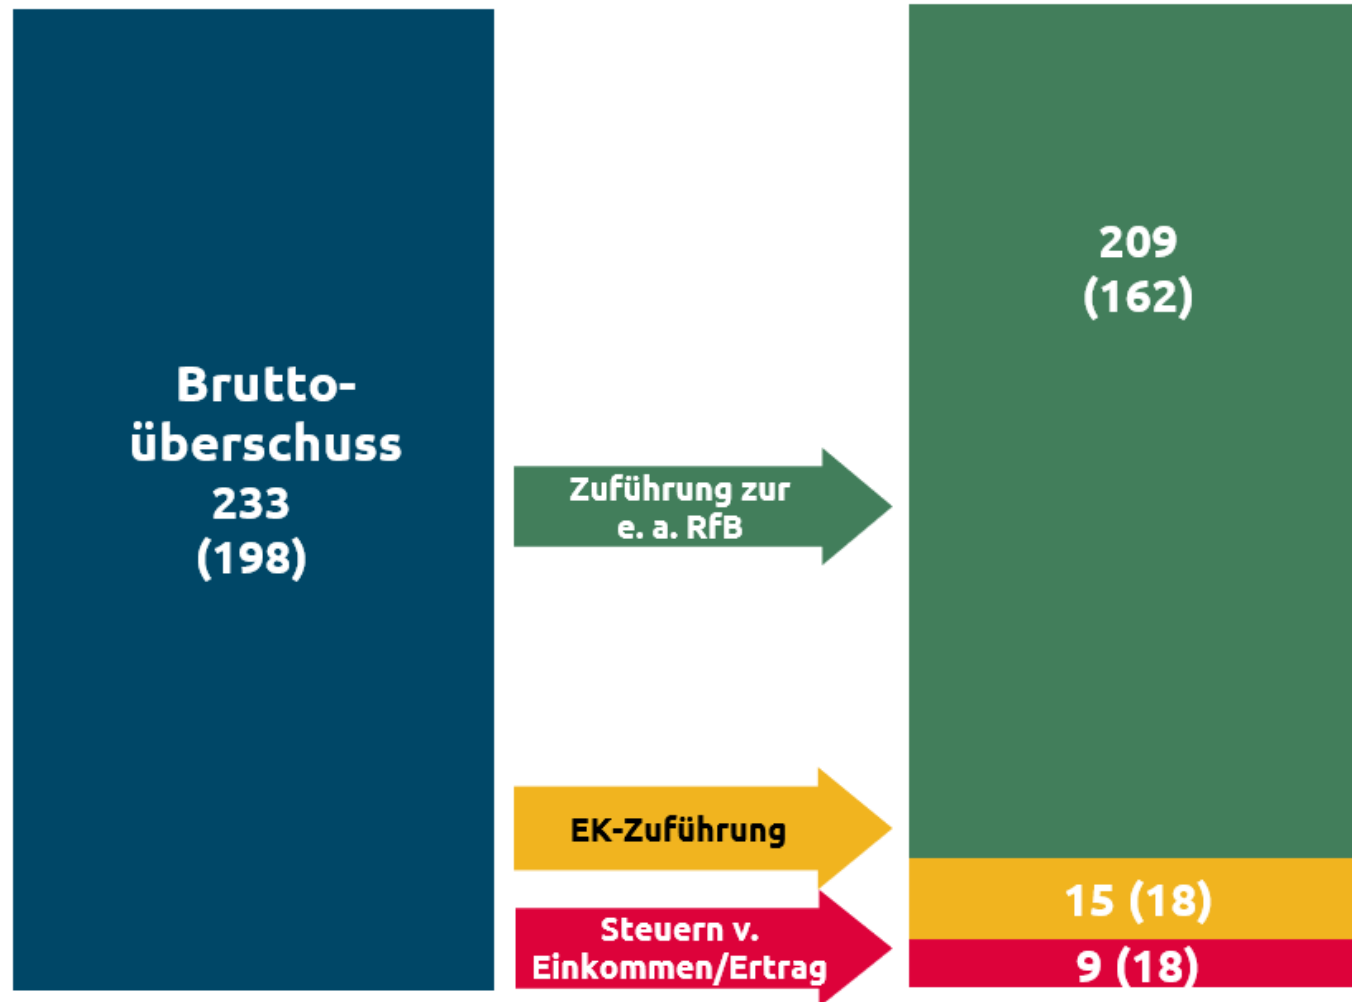 Brutto-
überschuss
233
(198)
Zuführung zur
e. a. RfB
EK-Zuführung
Steuern v.
Einkommen/Ertrag
209
(162)
15 (18)
9 (18)